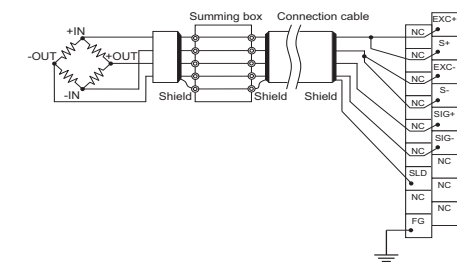 Summing box Connection cable
+IN
-OUT
+OUT
-IN
Shield
Shield
Shield
EXC+
NC
S+
NC
EXC-
NC
S-
NC
SIG+
NC
SIG-
NC
NC
SLD
NC
NC
NC
FG